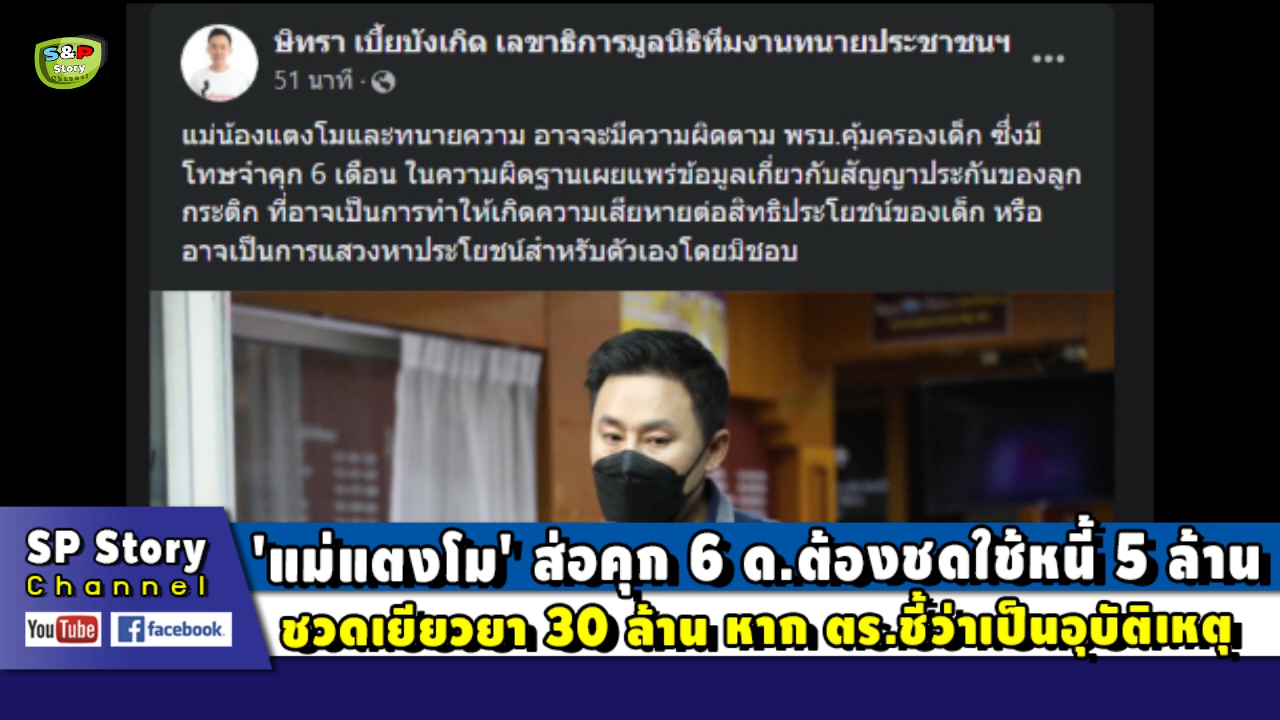 S&P
Story
Channel
ษิทรา เบี้ยบังเกิด เลขาธิการมูลนิธิทีมงานทนายประชาชนฯ
51 นาที ·
แม่น้องแตงโมและทนายความ อาจจะมีความผิดตาม พรบ.คุ้มครองเด็ก ซึ่งมี
โทษจำคุก 6 เดือน ในความผิดฐานเผยแพร่ข้อมูลเกี่ยวกับสัญญาประกันของลูก
กระติก ที่อาจเป็นการทำให้เกิดความเสียหายต่อสิทธิประโยชน์ของเด็ก หรือ
อาจเป็นการแสวงหาประโยชน์สำหรับตัวเองโดยมิชอบ
SP Story
Channel
YouTube
facebook.
'แม่แตงโม' ส่อคุก 6 ด.ต้องชดใช้หนี้ 5 ล้าน
ชวดเยียวยา 30 ล้าน หาก ตร.ชี้ว่าเป็นอุบัติเหตุ